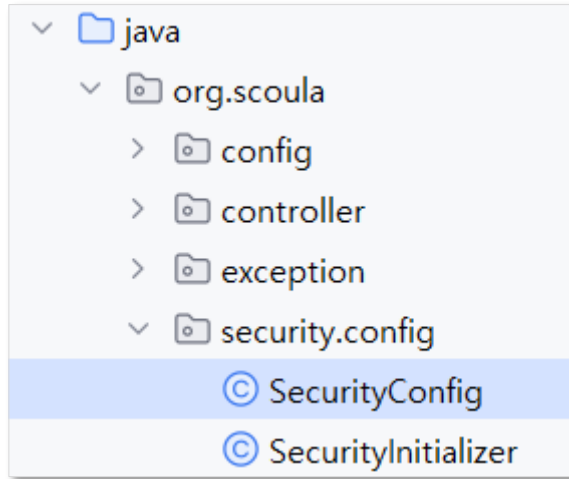 java
org.scoula
config
controller
exception
security.config
SecurityConfig
SecurityInitializer